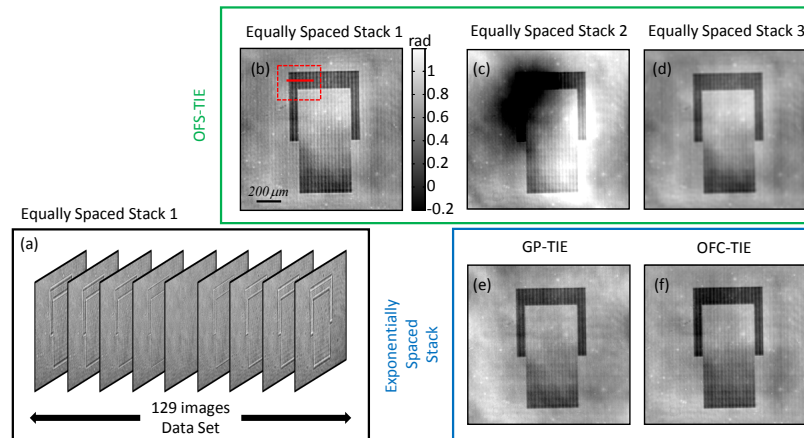 Equally Spaced Stack 1
Equally Spaced Stack 2
Equally Spaced Stack 3
rad
(b)
(c)
(d)
1
0.8
0.6
0.4
0.2
0
-0.2
OFS-TIE
200 μm
Equally Spaced Stack 1
(a)
129 images
Data Set
Exponentially
Spaced
Stack
GP-TIE
OFC-TIE
(e)
(f)